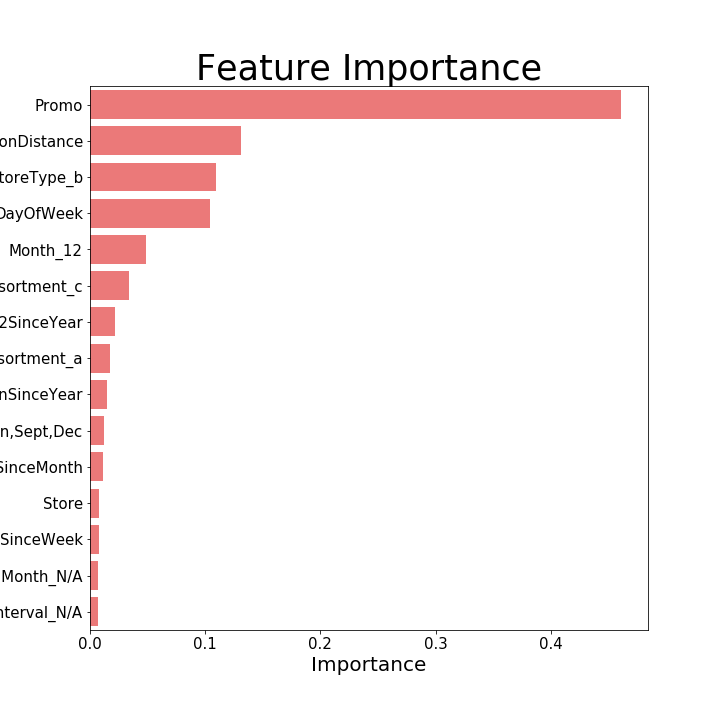 Feature Importance
Promo
onDistance
toreType_b
DayOfWeek
Month_12
sortment_c
2SinceYear
sortment_a
nSinceYear
n,Sept,Dec
SinceMonth
Store
SinceWeek
Month_N/A
nterval_N/A
0.0 0.1 0.2 0.3 0.4
Importance